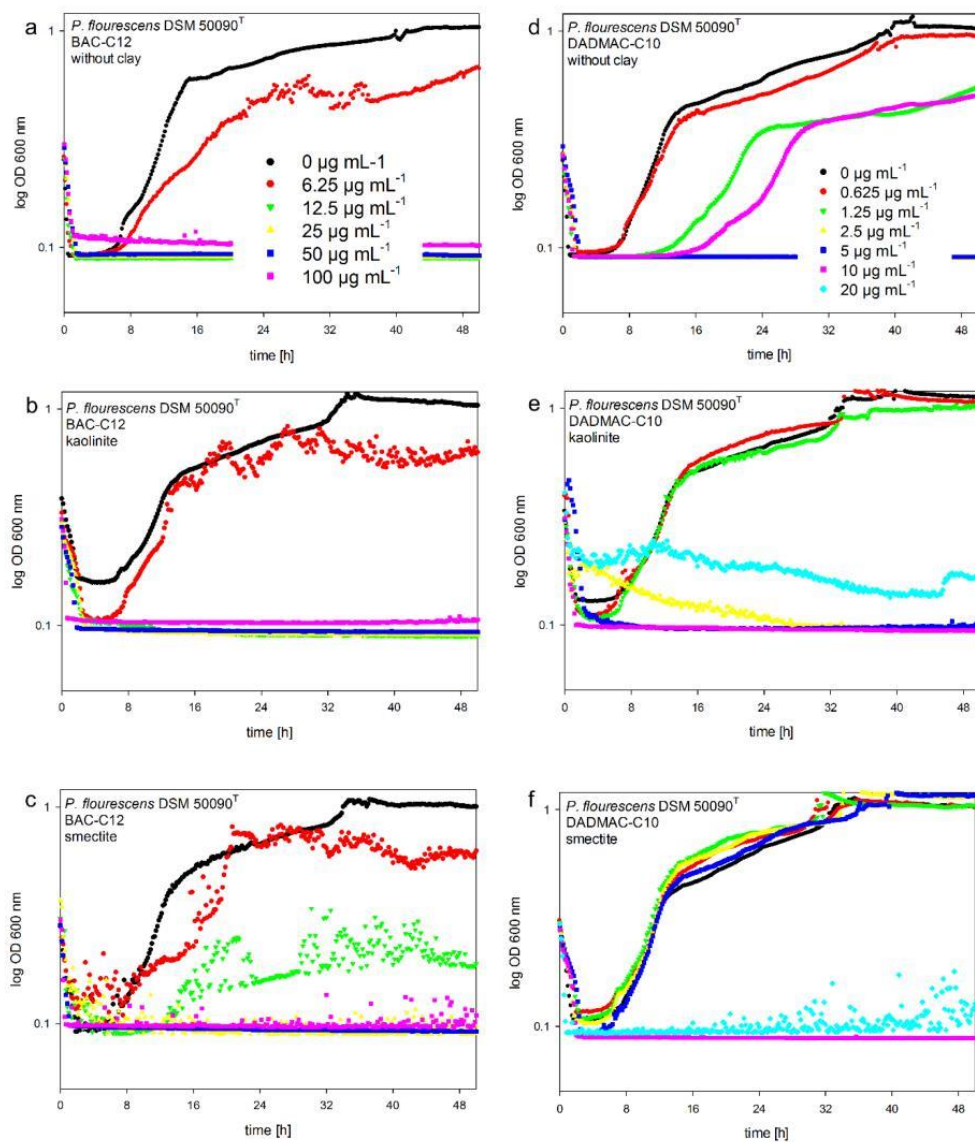 a
P. flourescens DSM 50090T
BAC-C12
without clay
1
0.1
log OD 600 nm
0 µg mL-1
6.25 µg mL-1
12.5 µg mL-1
25 µg mL-1
50 µg mL-1
100 µg mL-1
0 8 16 24 32 40 48
time [h]
d
P. flourescens DSM 50090T
DADMAC-C10
without clay
1
0.1
log OD 600 nm
0 µg mL-1
0.625 µg mL-1
1.25 µg mL-1
2.5 µg mL-1
5 µg mL-1
10 µg mL-1
20 µg mL-1
0 8 16 24 32 40 48
time [h]
b
P. flourescens DSM 50090T
BAC-C12
kaolinite
1
0.1
log OD 600 nm
0 8 16 24 32 40 48
time [h]
e
P. flourescens DSM 50090T
DADMAC-C10
kaolinite
1
0.1
log OD 600 nm
0 8 16 24 32 40 48
time [h]
c
P. flourescens DSM 50090T
BAC-C12
smectite
1
0.1
log OD 600 nm
0 8 16 24 32 40 48
time [h]
f
P. flourescens DSM 50090T
DADMAC-C10
smectite
1
0.1
log OD 600 nm
0 8 16 24 32 40 48
time [h]